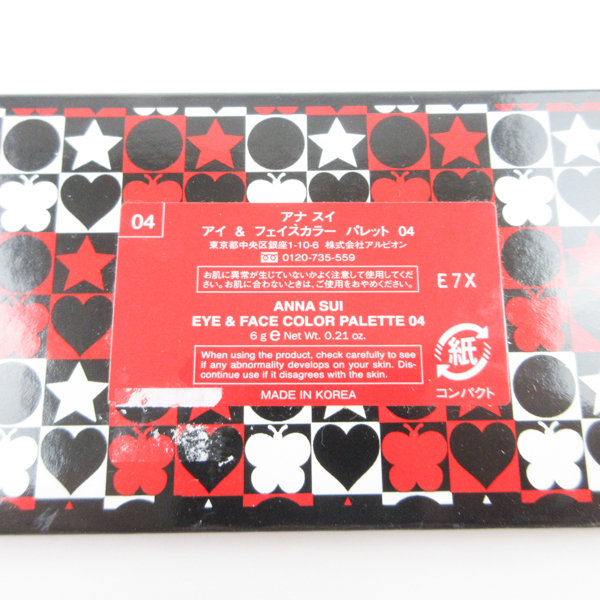 04
アナ スイ
アイ & フェイスカラー パレット 04
東京都中央区銀座1-10-6 株式会社アルビオン
0120-735-559
お肌に異常が生じていないかよく注意して使用してくだ
さい。お肌に合わないときは、ご使用をおやめください。
E7X
ANNA SUI
EYE & FACE COLOR PALETTE 04
6 g e Net Wt. 0.21 oz.
When using the product, check carefully to see
if any abnormality develops on your skin. Dis-
continue use if it disagrees with the skin.
MADE IN KOREA
紙
コンパクト